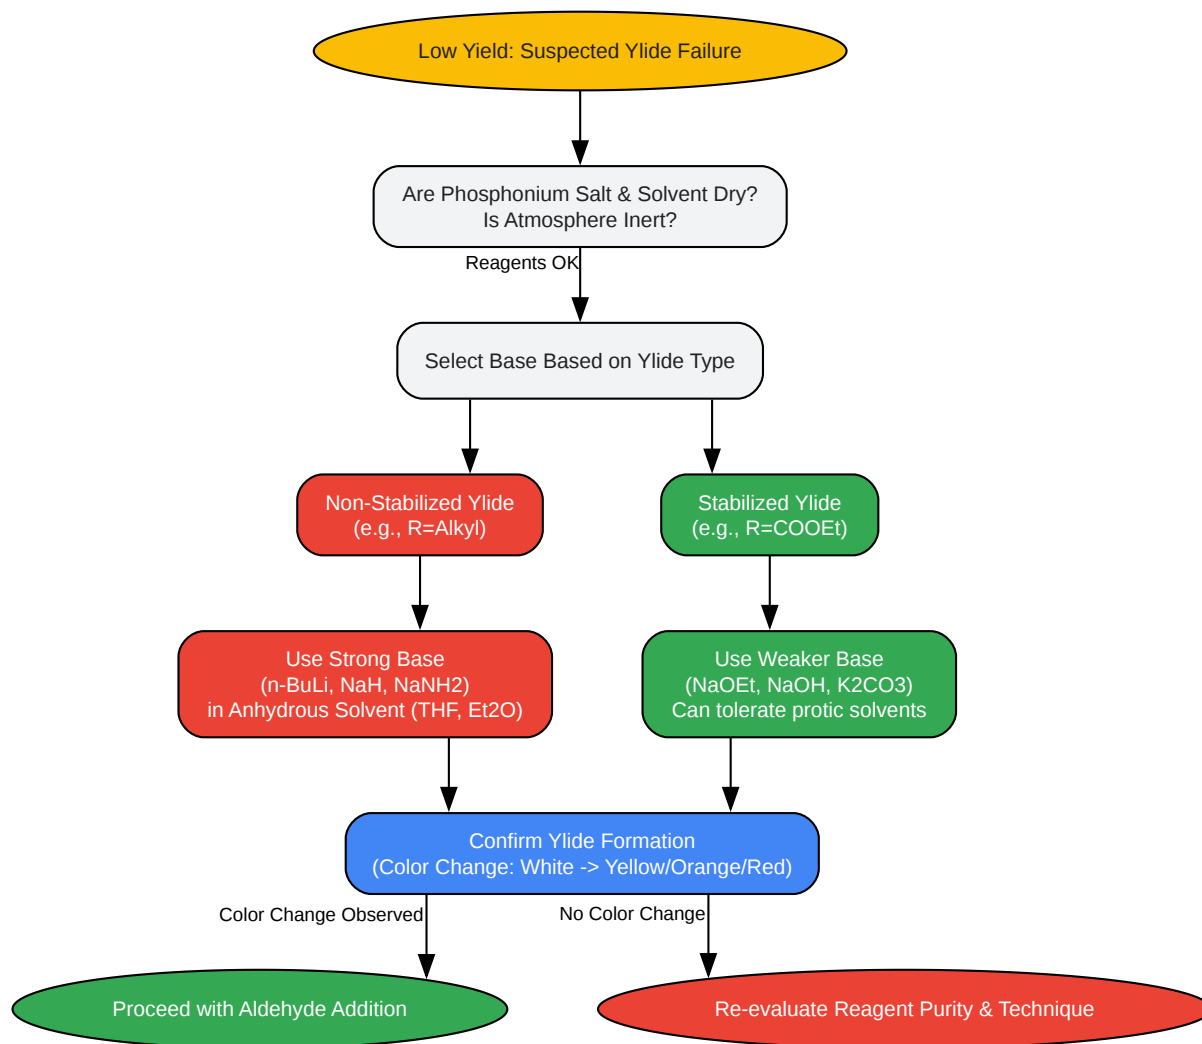 Low Yield: Suspected Ylide Failure
Are Phosphonium Salt & Solvent Dry?
Is Atmosphere Inert?
Reagents OK
Select Base Based on Ylide Type
Non-Stabilized Ylide
(e.g., R=Alkyl)
Stabilized Ylide
(e.g., R=COOEt)
Use Strong Base
(n-BuLi, NaH, NaNH2)
in Anhydrous Solvent (THF, Et2O)
Use Weaker Base
(NaOEt, NaOH, K2CO3)
Can tolerate protic solvents
Confirm Ylide Formation
(Color Change: White -> Yellow/Orange/Red)
Color Change Observed
No Color Change
Proceed with Aldehyde Addition
Re-evaluate Reagent Purity & Technique